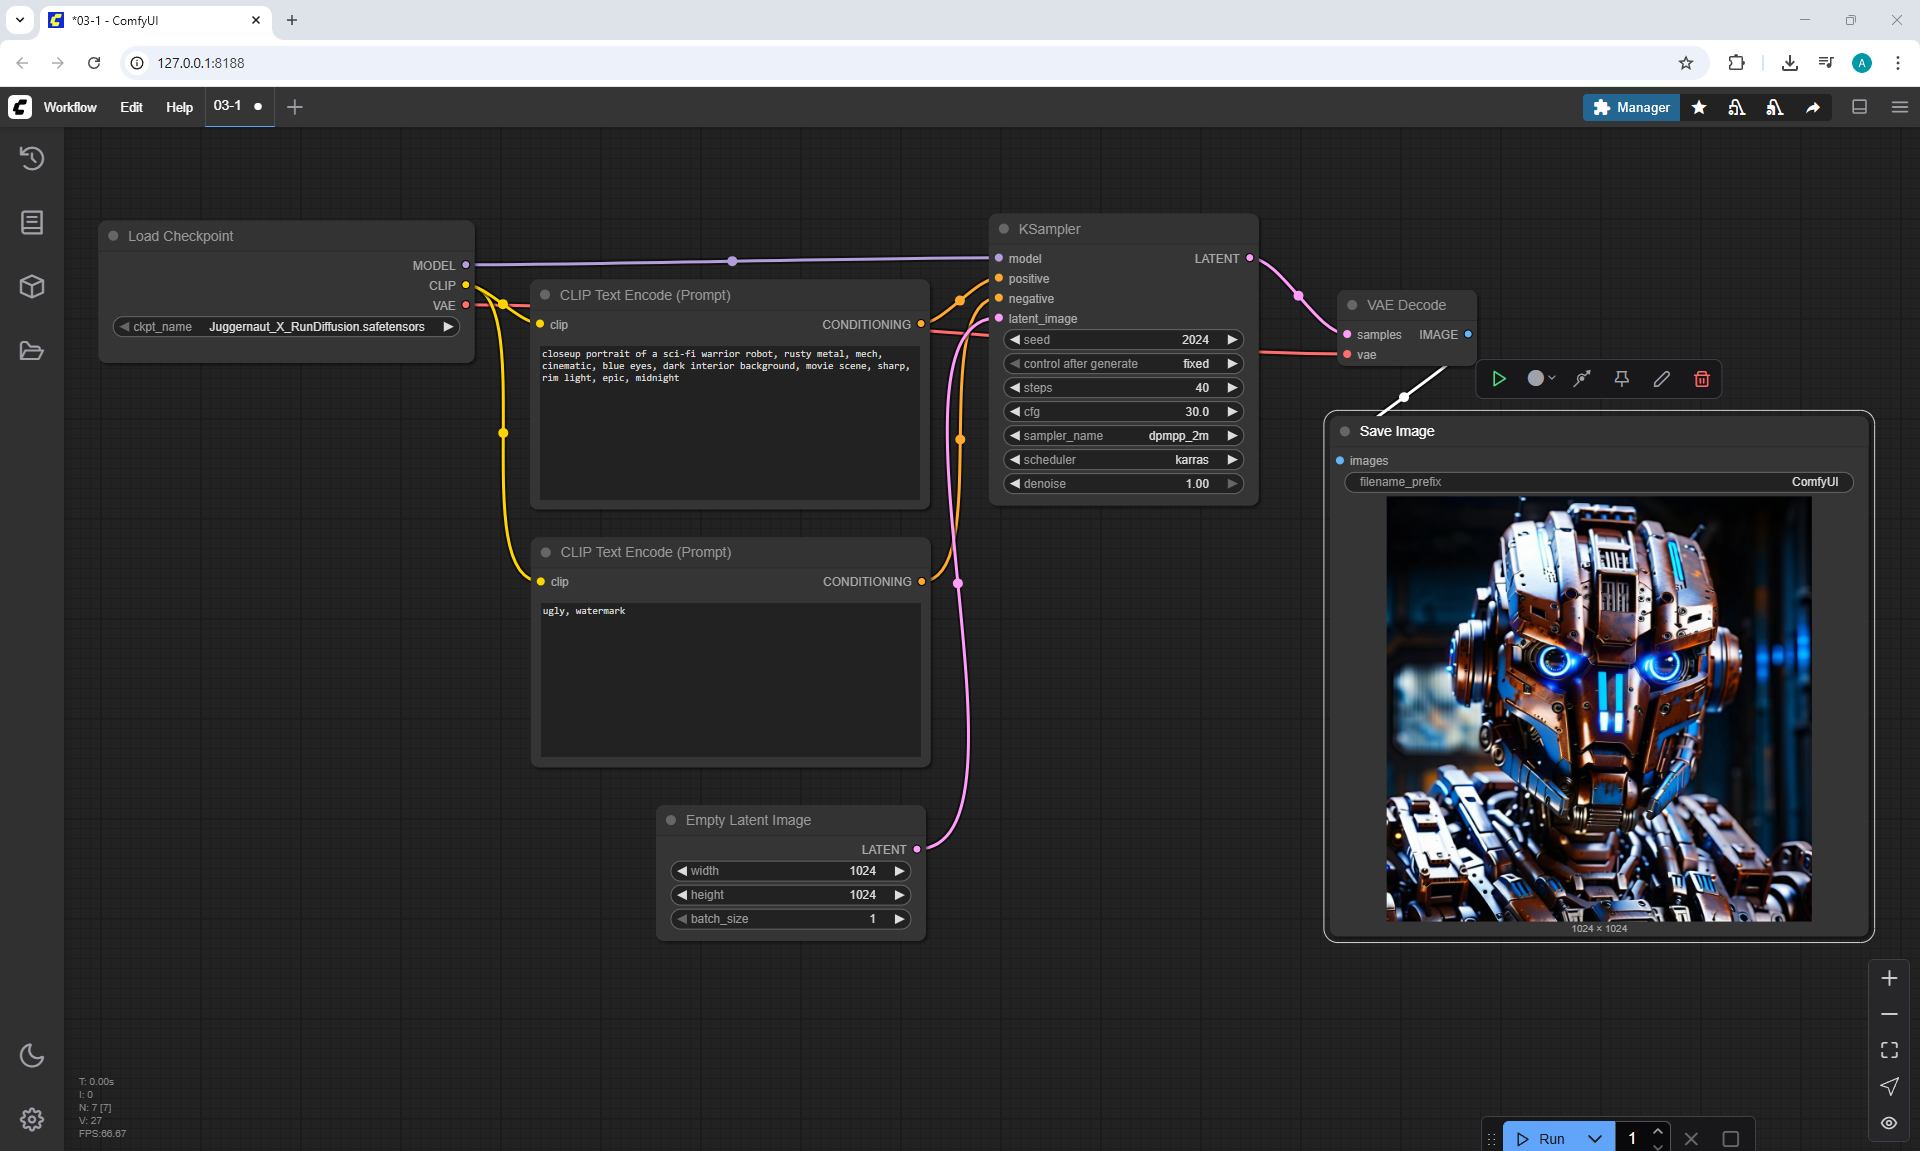 *03-1 - ComfyUI
127.0.0.1:8188
Workflow Edit Help 03-1
Manager
Load Checkpoint
MODEL
CLIP
VAE
ckpt_name Juggernaut_X_RunDiffusion.safetensors
CLIP Text Encode (Prompt)
clip CONDITIONING
closeup portrait of a sci-fi warrior robot, rusty metal, mech,
cinematic, blue eyes, dark interior background, movie scene, sharp,
rim light, epic, midnight
CLIP Text Encode (Prompt)
clip CONDITIONING
ugly, watermark
Empty Latent Image
LATENT
width 1024
height 1024
batch_size 1
KSampler
model LATENT
positive
negative
latent_image
seed 2024
control after generate fixed
steps 40
cfg 30.0
sampler_name dpmpp_2m
scheduler karras
denoise 1.00
VAE Decode
samples IMAGE
vae
Save Image
images
filename_prefix ComfyUI
1024 × 1024
T: 0.00s
I: 0
N: 7 [7]
V: 27
FPS:66.67
Run 1
A